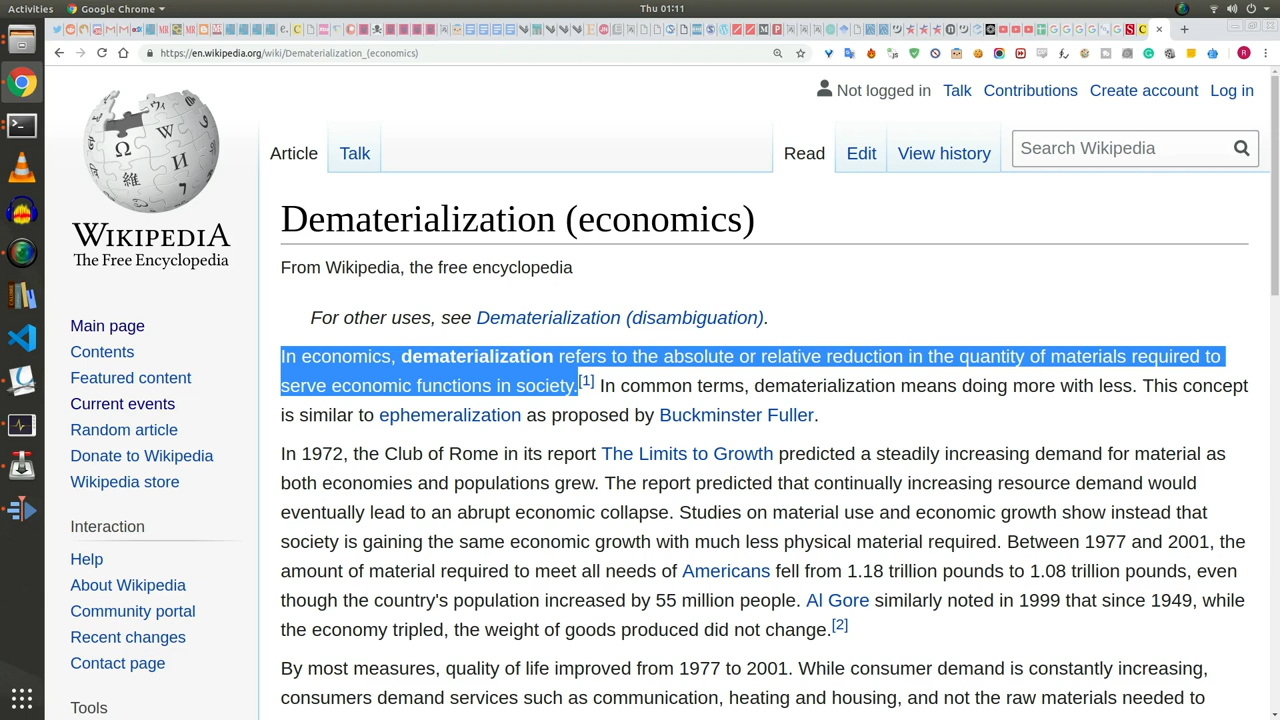 Activities
Google Chrome
Thu 01:11
https://en.wikipedia.org/wiki/Dematerialization_(economics)
Not logged in Talk Contributions Create account Log in
Article Talk Read Edit View history Search Wikipedia
WIKIPEDIA
The Free Encyclopedia
Main page
Contents
Featured content
Current events
Random article
Donate to Wikipedia
Wikipedia store
Interaction
Help
About Wikipedia
Community portal
Recent changes
Contact page
Tools
Dematerialization (economics)
From Wikipedia, the free encyclopedia
For other uses, see Dematerialization (disambiguation).
In economics, dematerialization refers to the absolute or relative reduction in the quantity of materials required to
serve economic functions in society.[1] In common terms, dematerialization means doing more with less. This concept
is similar to ephemeralization as proposed by Buckminster Fuller.
In 1972, the Club of Rome in its report The Limits to Growth predicted a steadily increasing demand for material as
both economies and populations grew. The report predicted that continually increasing resource demand would
eventually lead to an abrupt economic collapse. Studies on material use and economic growth show instead that
society is gaining the same economic growth with much less physical material required. Between 1977 and 2001, the
amount of material required to meet all needs of Americans fell from 1.18 trillion pounds to 1.08 trillion pounds, even
though the country's population increased by 55 million people. Al Gore similarly noted in 1999 that since 1949, while
the economy tripled, the weight of goods produced did not change.[2]
By most measures, quality of life improved from 1977 to 2001. While consumer demand is constantly increasing,
consumers demand services such as communication, heating and housing, and not the raw materials needed to